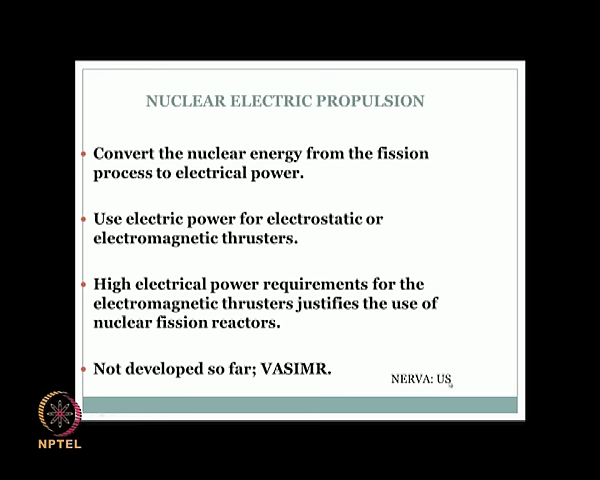 NUCLEAR ELECTRIC PROPULSION
• Convert the nuclear energy from the fission
process to electrical power.
• Use electric power for electrostatic or
electromagnetic thrusters.
• High electrical power requirements for the
electromagnetic thrusters justifies the use of
nuclear fission reactors.
• Not developed so far; VASIMR.
NERVA: US
NPTEL